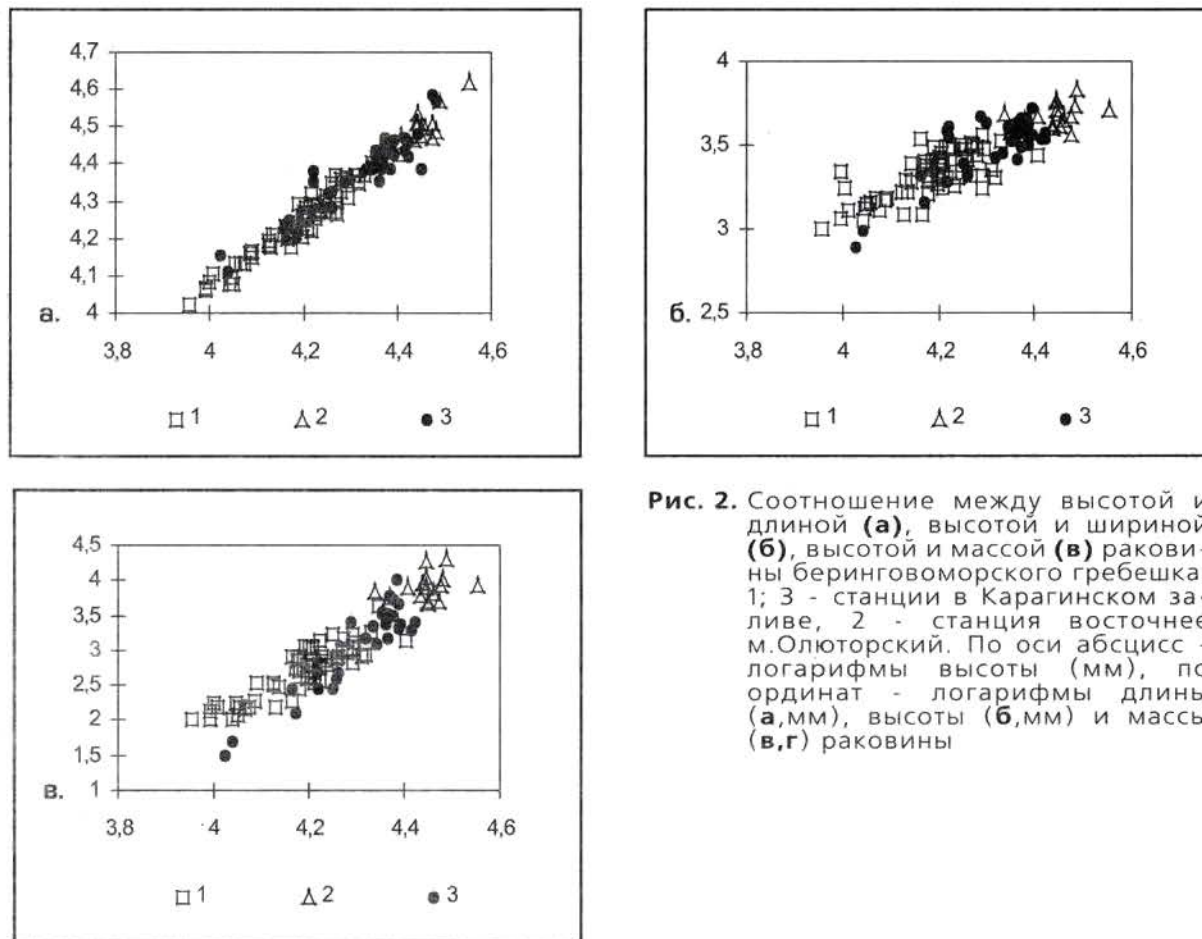 4,7
4,6
4,5
4,4
4,3
4,2
4,1
4
а.
3,8 4 4,2 4,4 4,6
1 2 3
4
3,5
3
2,5
б.
3,8 4 4,2 4,4 4,6
1 2 3
4,5
4
3,5
3
2,5
2
1,5
1
в.
3,8 4 4,2 4,4 4,6
1 2 3
Рис. 2. Соотношение между высотой и
длиной (а), высотой и шириной
(б), высотой и массой (в) ракови-
ны беринговоморского гребешка.
1; 3 - станции в Карагинском за-
ливе, 2 - станция восточнее
м.Олюторский. По оси абсцисс -
логарифмы высоты (мм), по
ординат - логарифмы длины
(а,мм), высоты (б,мм) и массы
(в,г) раковины